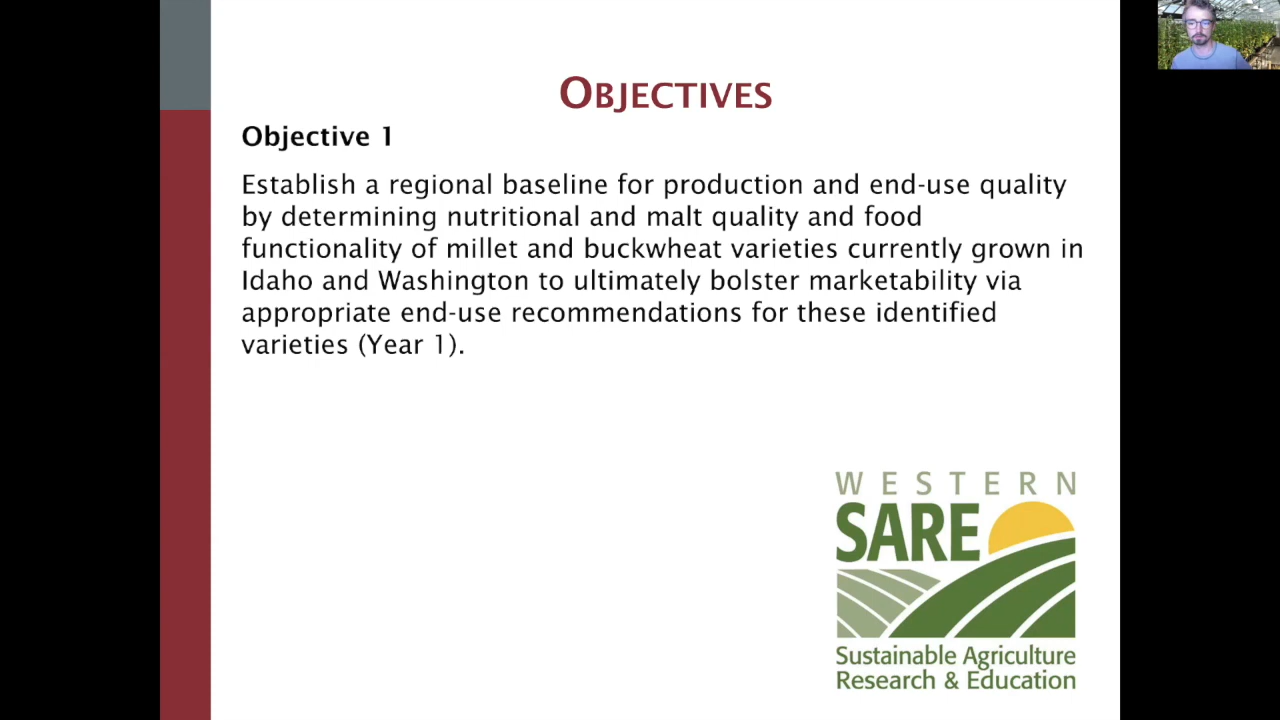 OBJECTIVES
Objective 1
Establish a regional baseline for production and end-use quality
by determining nutritional and malt quality and food
functionality of millet and buckwheat varieties currently grown in
Idaho and Washington to ultimately bolster marketability via
appropriate end-use recommendations for these identified
varieties (Year 1).
WESTERN
SARE
Sustainable Agriculture
Research & Education